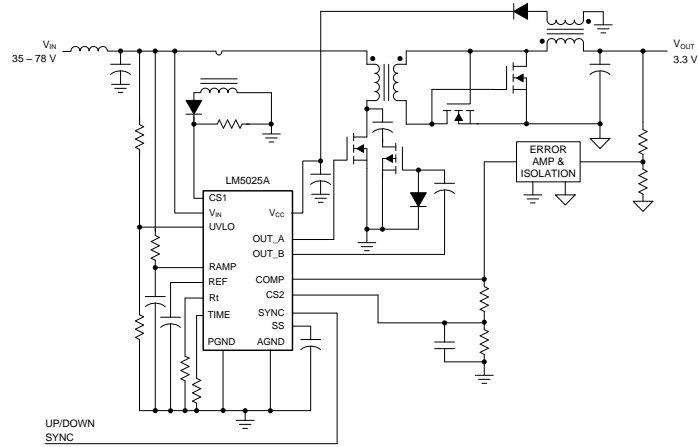 VIN
35 – 78 V
VOUT
3.3 V
ERROR
AMP &
ISOLATION
LM5025A
CS1
VIN
UVLO
RAMP
REF
Rt
TIME
PGND
VCC
OUT_A
OUT_B
COMP
CS2
SYNC
SS
AGND
UP/DOWN
SYNC